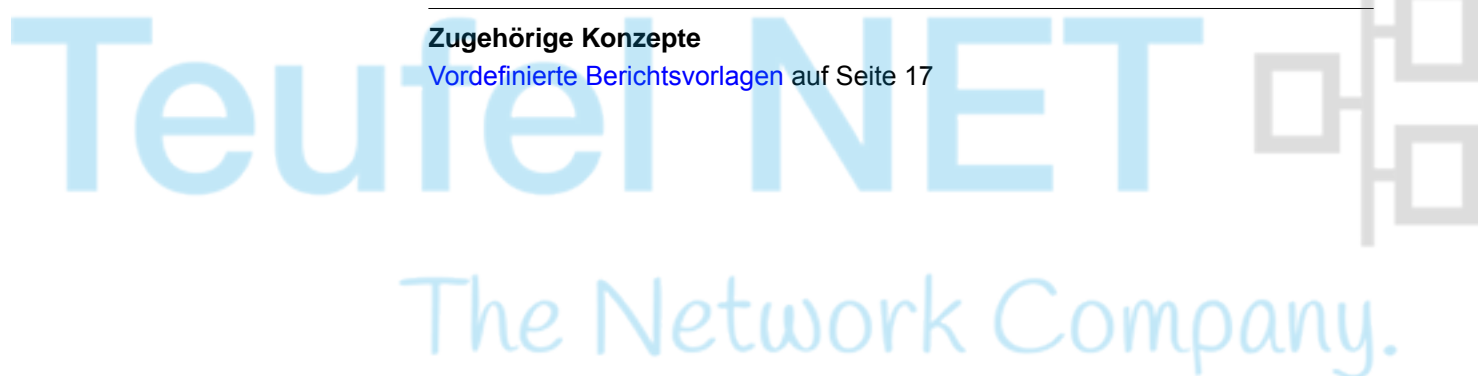 Zugehörige Konzepte
Vordefinierte Berichtsvorlagen auf Seite 17
Teufel NET
The Network Company.